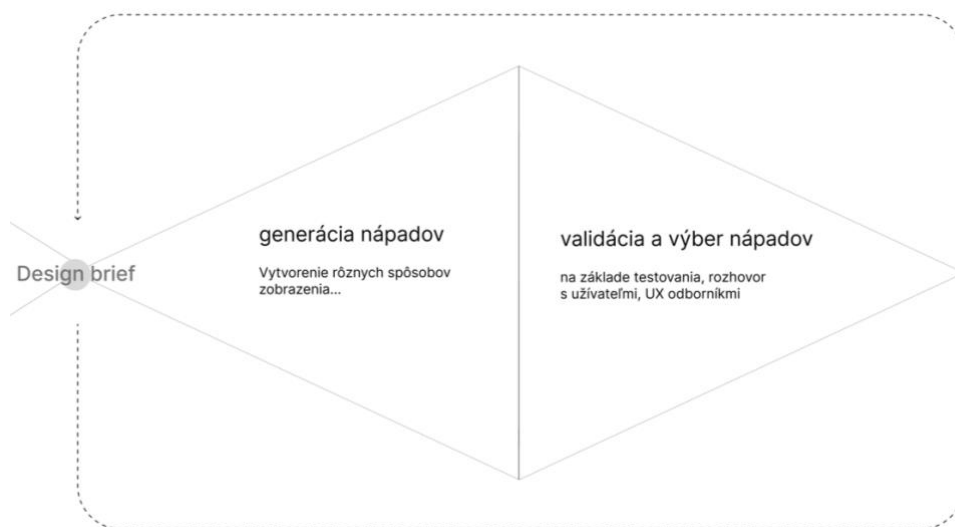 Design brief
generácia nápadov
Vytvorenie rôznych spôsobov
zobrazenia...
validácia a výber nápadov
na základe testovania, rozhovor
s užívateľmi, UX odborníkmi